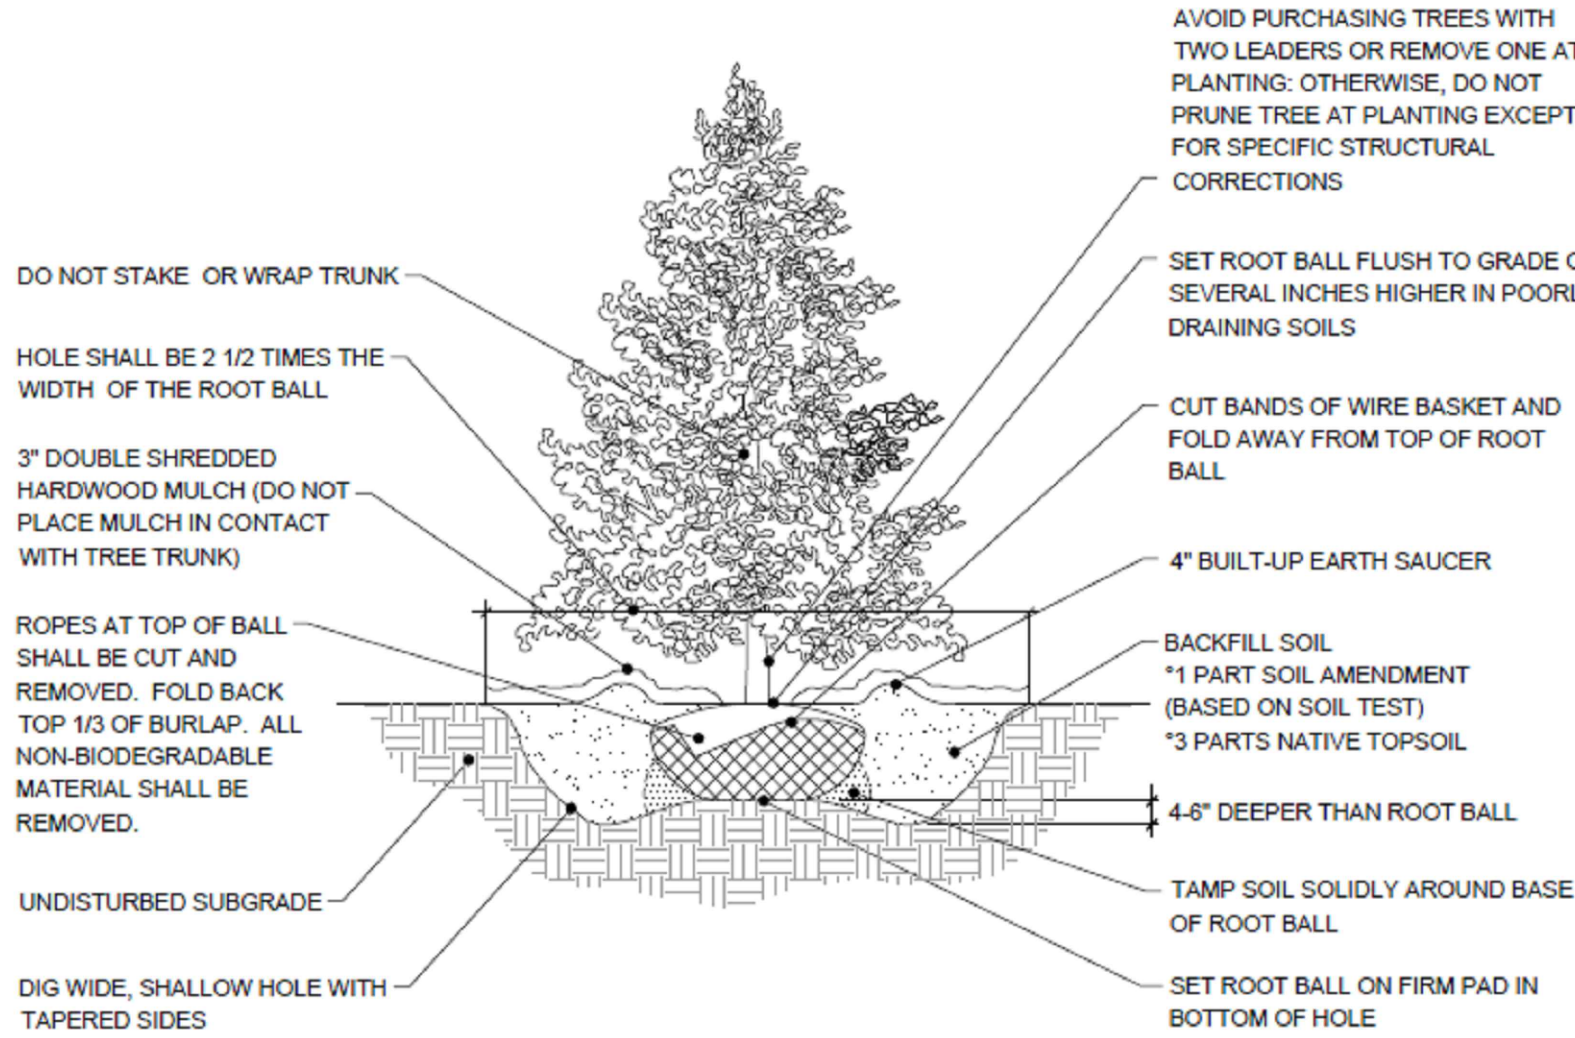 AVOID PURCHASING TREES WITH
TWO LEADERS OR REMOVE ONE AT
PLANTING: OTHERWISE, DO NOT
PRUNE TREE AT PLANTING EXCEPT
FOR SPECIFIC STRUCTURAL
CORRECTIONS
DO NOT STAKE OR WRAP TRUNK
HOLE SHALL BE 2 1/2 TIMES THE
WIDTH OF THE ROOT BALL
3" DOUBLE SHREDDED
HARDWOOD MULCH (DO NOT
PLACE MULCH IN CONTACT
WITH TREE TRUNK)
ROPES AT TOP OF BALL
SHALL BE CUT AND
REMOVED. FOLD BACK
TOP 1/3 OF BURLAP. ALL
NON-BIODEGRADABLE
MATERIAL SHALL BE
REMOVED.
UNDISTURBED SUBGRADE
DIG WIDE, SHALLOW HOLE WITH
TAPERED SIDES
SET ROOT BALL FLUSH TO GRADE
SEVERAL INCHES HIGHER IN
DRAINING SOILS
CUT BANDS OF WIRE BASKET AND
FOLD AWAY FROM TOP OF ROOT
BALL
4" BUILT-UP EARTH SAUCER
BACKFILL SOIL
°1 PART SOIL AMENDMENT
(BASED ON SOIL TEST)
°3 PARTS NATIVE TOPSOIL
4-6" DEEPER THAN ROOT BALL
TAMP SOIL SOLIDLY AROUND BASE
OF ROOT BALL
SET ROOT BALL ON FIRM PAD IN
BOTTOM OF HOLE